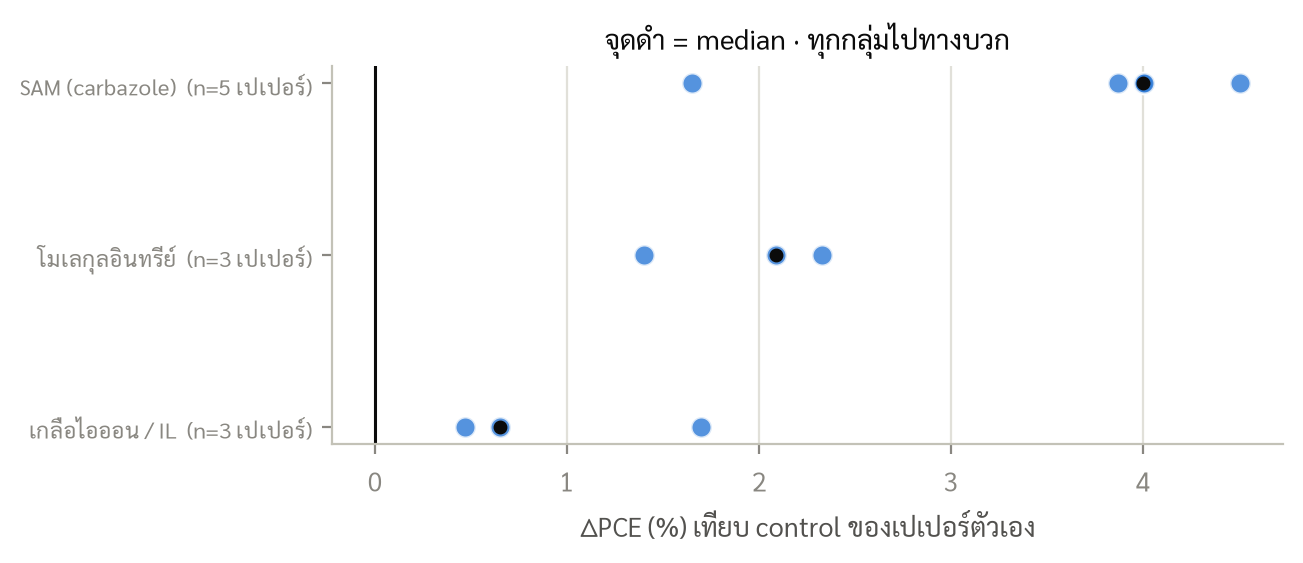 จุดดำ = median · ทุกกลุ่มไปทางบวก
SAM (carbazole) (n=5 เปเปอร์)
โมเลกุลอินทรีย์ (n=3 เปเปอร์)
เกลือไอออน / IL (n=3 เปเปอร์)
0 1 2 3 4
ΔPCE (%) เทียบ control ของเปเปอร์ตัวเอง